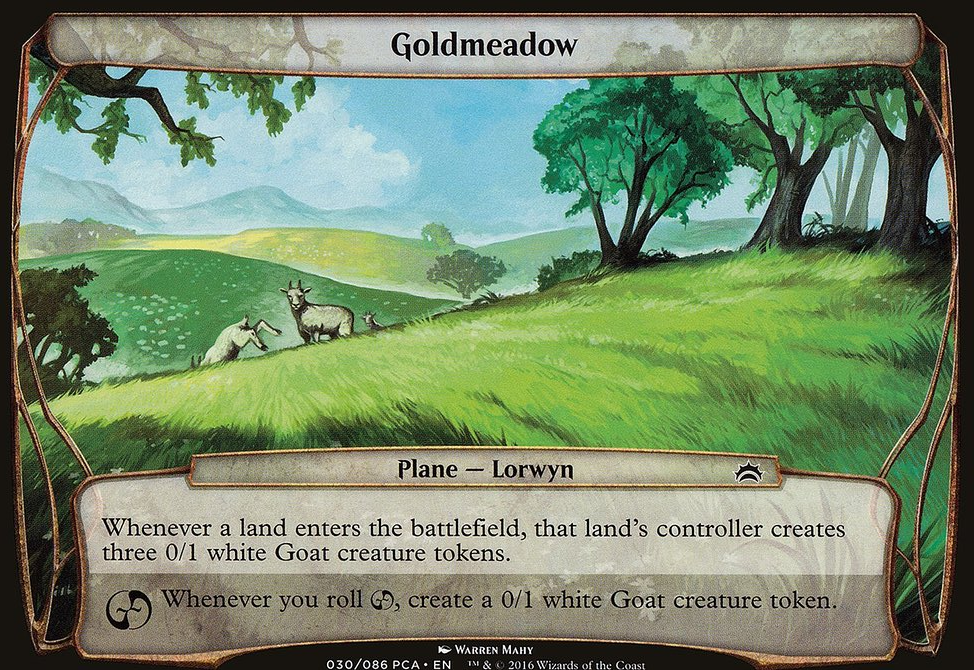 Goldmeadow
Plane — Lorwyn
Whenever a land enters the battlefield, that land's controller creates
three 0/1 white Goat creature tokens.
Whenever you roll , create a 0/1 white Goat creature token.
Warren Mahy
030/086 PCA • EN ™ & © 2016 Wizards of the Coast